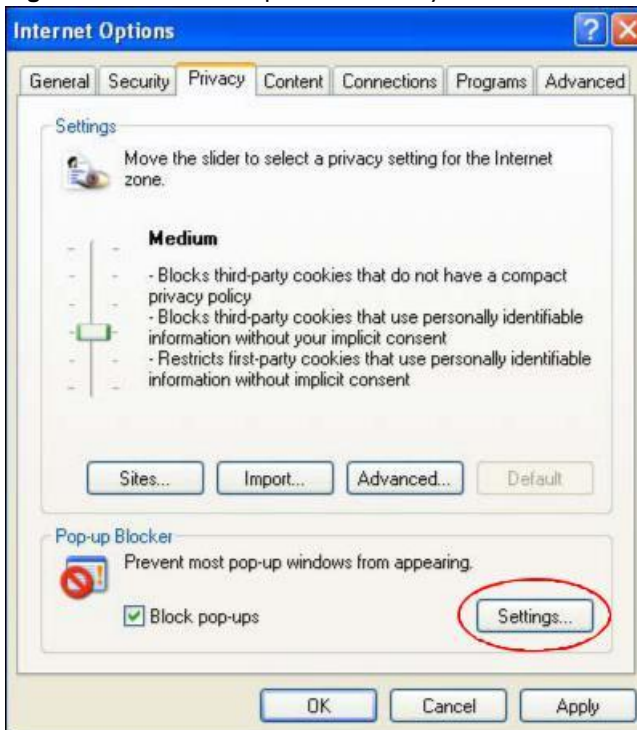 Internet Options
General Security Privacy Content Connections Programs Advanced
Settings
Move the slider to select a privacy setting for the Internet
zone.
Medium
- Blocks third-party cookies that do not have a compact
privacy policy
- Blocks third-party cookies that use personally identifiable
information without your implicit consent
- Restricts first-party cookies that use personally identifiable
information without implicit consent
Sites... Import... Advanced... Default
Pop-up Blocker
Prevent most pop-up windows from appearing.
Block pop-ups
Settings...
OK Cancel Apply